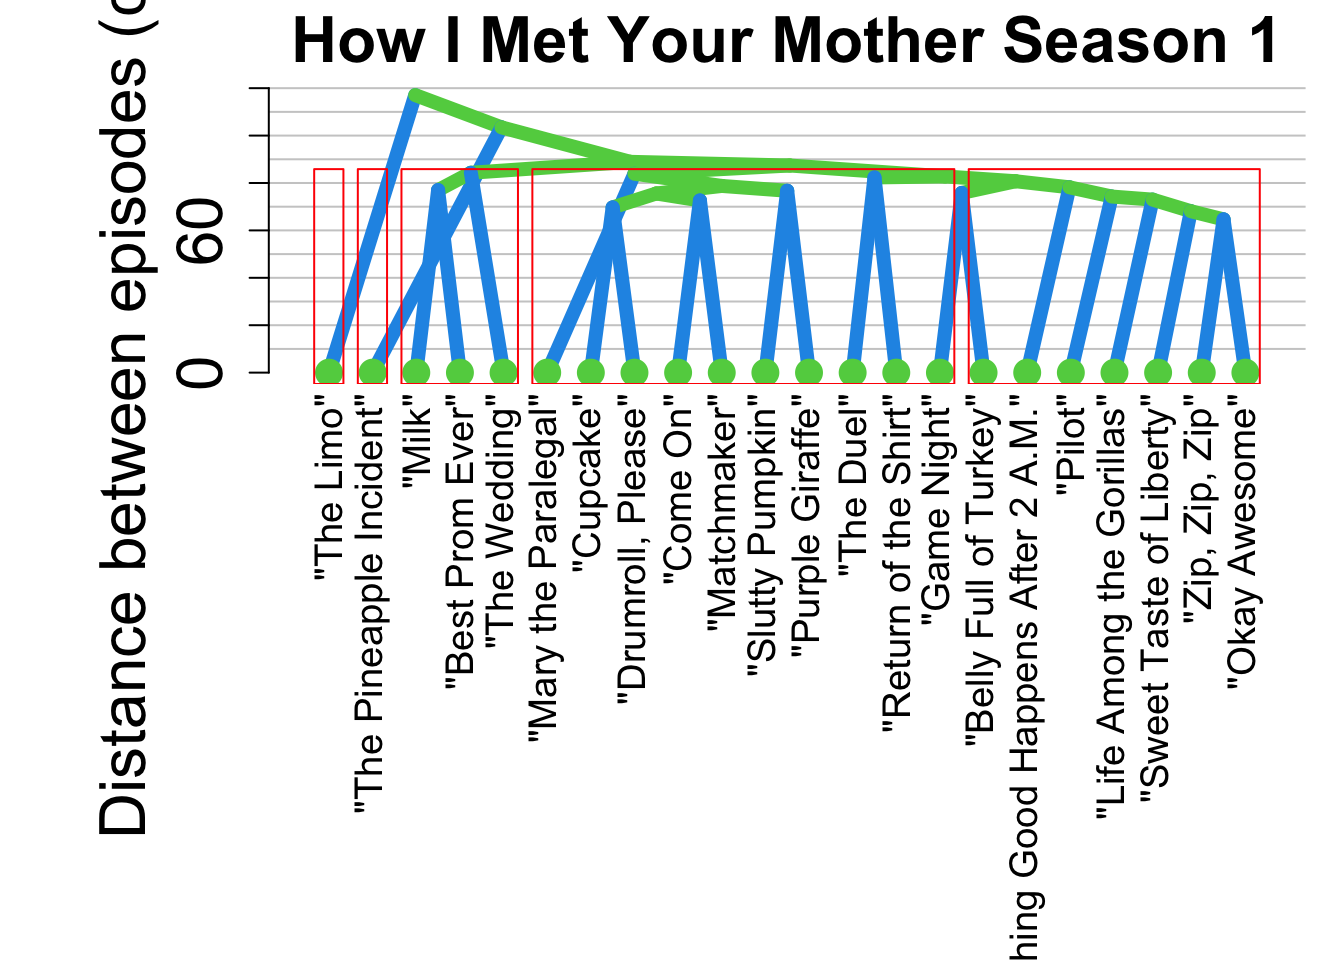 How I Met Your Mother Season 1
Distance between episodes (
60
0
"The Limo"
"The Pineapple Incident"
"Milk"
"Best Prom Ever"
"The Wedding"
"Mary the Paralegal"
"Cupcake"
"Drumroll, Please"
"Come On"
"Matchmaker"
"Slutty Pumpkin"
"Purple Giraffe"
"The Duel"
"Return of the Shirt"
"Game Night"
"Belly Full of Turkey"
hing Good Happens After 2 A.M."
"Pilot"
"Life Among the Gorillas"
"Sweet Taste of Liberty"
"Zip, Zip, Zip"
"Okay Awesome"